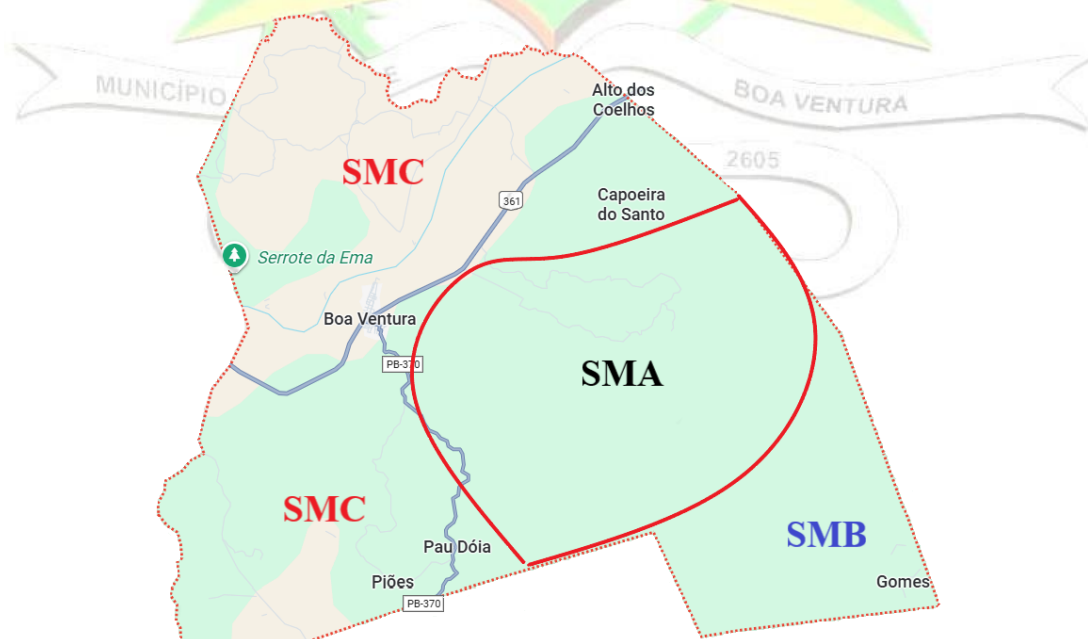 MUNICÍPIO
E
BOA VENTURA
2605
Alto dos
Coelhos
SMC
Capoeira
do Santo
361
Serrote da Ema
Boa Ventura
PB-370
SMA
SMC
SMB
Pau Dóia
Piões
Gomes
PB-370